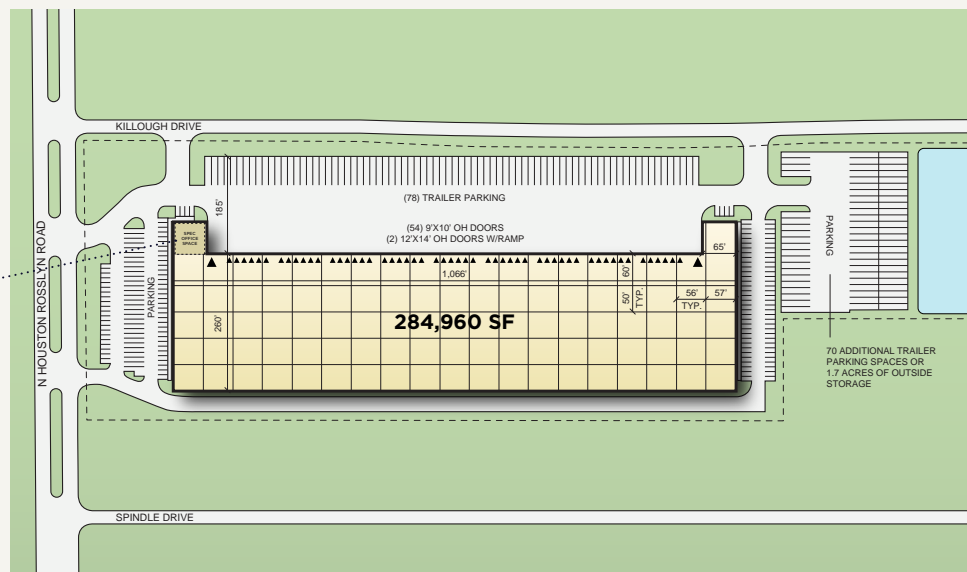 KILLOUGH DRIVE
185'
(78) TRAILER PARKING
(54) 9'X10' OH DOORS
(2) 12'X14' OH DOORS W/RAMP
SPEC
OFFICE
SPACE
N HOUSTON ROSSLYN ROAD
PARKING
PARKING
65'
1,066'
60'
50'
TYP.
56'
TYP.
57'
260'
284,960 SF
70 ADDITIONAL TRAILER
PARKING SPACES OR
1.7 ACRES OF OUTSIDE
STORAGE
SPINDLE DRIVE